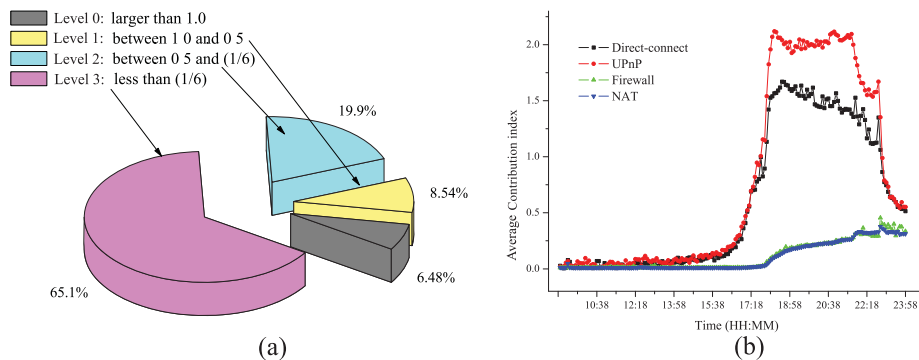 Level 0: larger than 1.0
Level 1: between 1 0 and 0 5
Level 2: between 0 5 and (1/6)
Level 3: less than (1/6)
19.9%
8.54%
6.48%
65.1%
(a)
Direct-connect
UPnP
Firewall
NAT
Average Contribution index
2.0
1.5
1.0
0.5
0.0
10:38 12:18 13:58 15:38 17:18 18:58 20:38 22:18 23:58
Time (HH:MM)
(b)